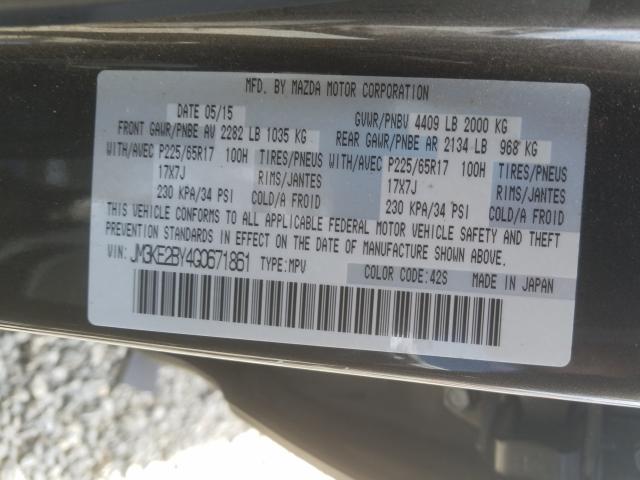 MFD. BY MAZDA MOTOR CORPORATION
DATE 05/15 GVWR/PNBV 4409 LB 2000 KG
FRONT GAWR/PNBE AV 2282 LB 1035 KG REAR GAWR/PNBE AR 2134 LB 968 KG
WITH/AVEC P225/65R17 100H TIRES/PNEUS WITH/AVEC P225/65R17 100H TIRES/PNEUS
17X7J RIMS/JANTES 17X7J RIMS/JANTES
230 KPA/34 PSI COLD/A FROID 230 KPA/34 PSI COLD/A FROID
THIS VEHICLE CONFORMS TO ALL APPLICABLE FEDERAL MOTOR VEHICLE SAFETY AND THEFT
PREVENTION STANDARDS IN EFFECT ON THE DATE OF MANUFACTURE SHOWN ABOVE.
VIN: JM3KE2BY4G0571851 TYPE:MPV COLOR CODE:42S MADE IN JAPAN